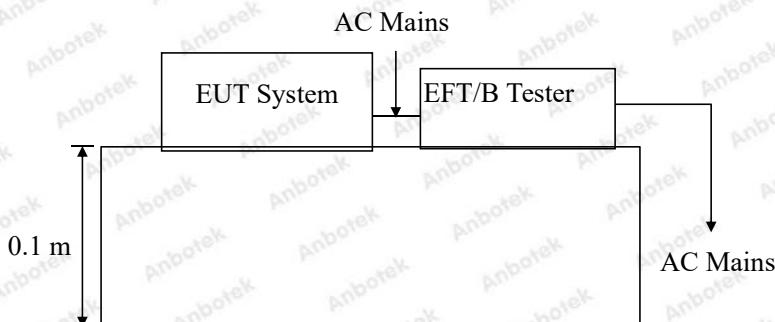 AC Mains
EUT System
EFT/B Tester
0.1 m
AC Mains